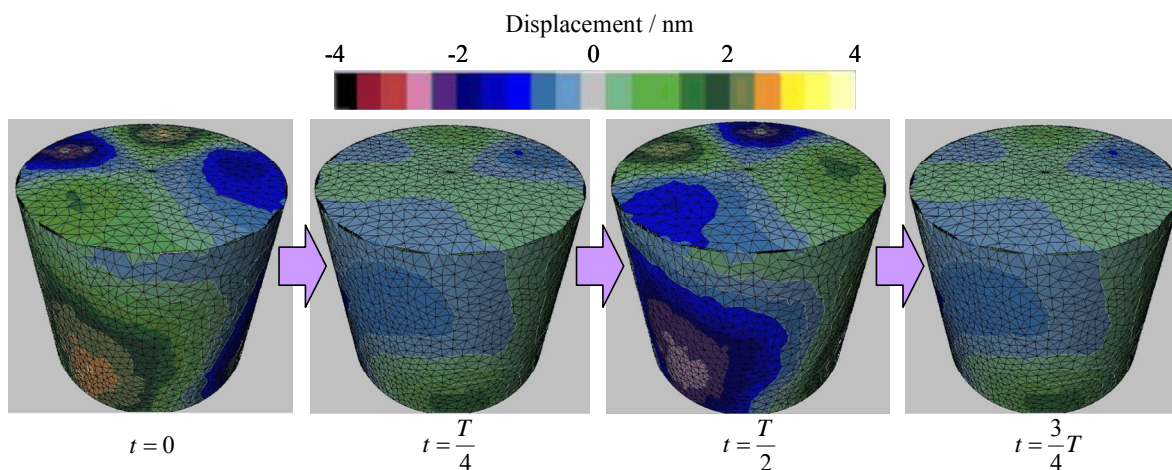 Displacement / nm
-4 -2 0 2 4
t = 0
t = T/4
t = T/2
t = 3/4 T